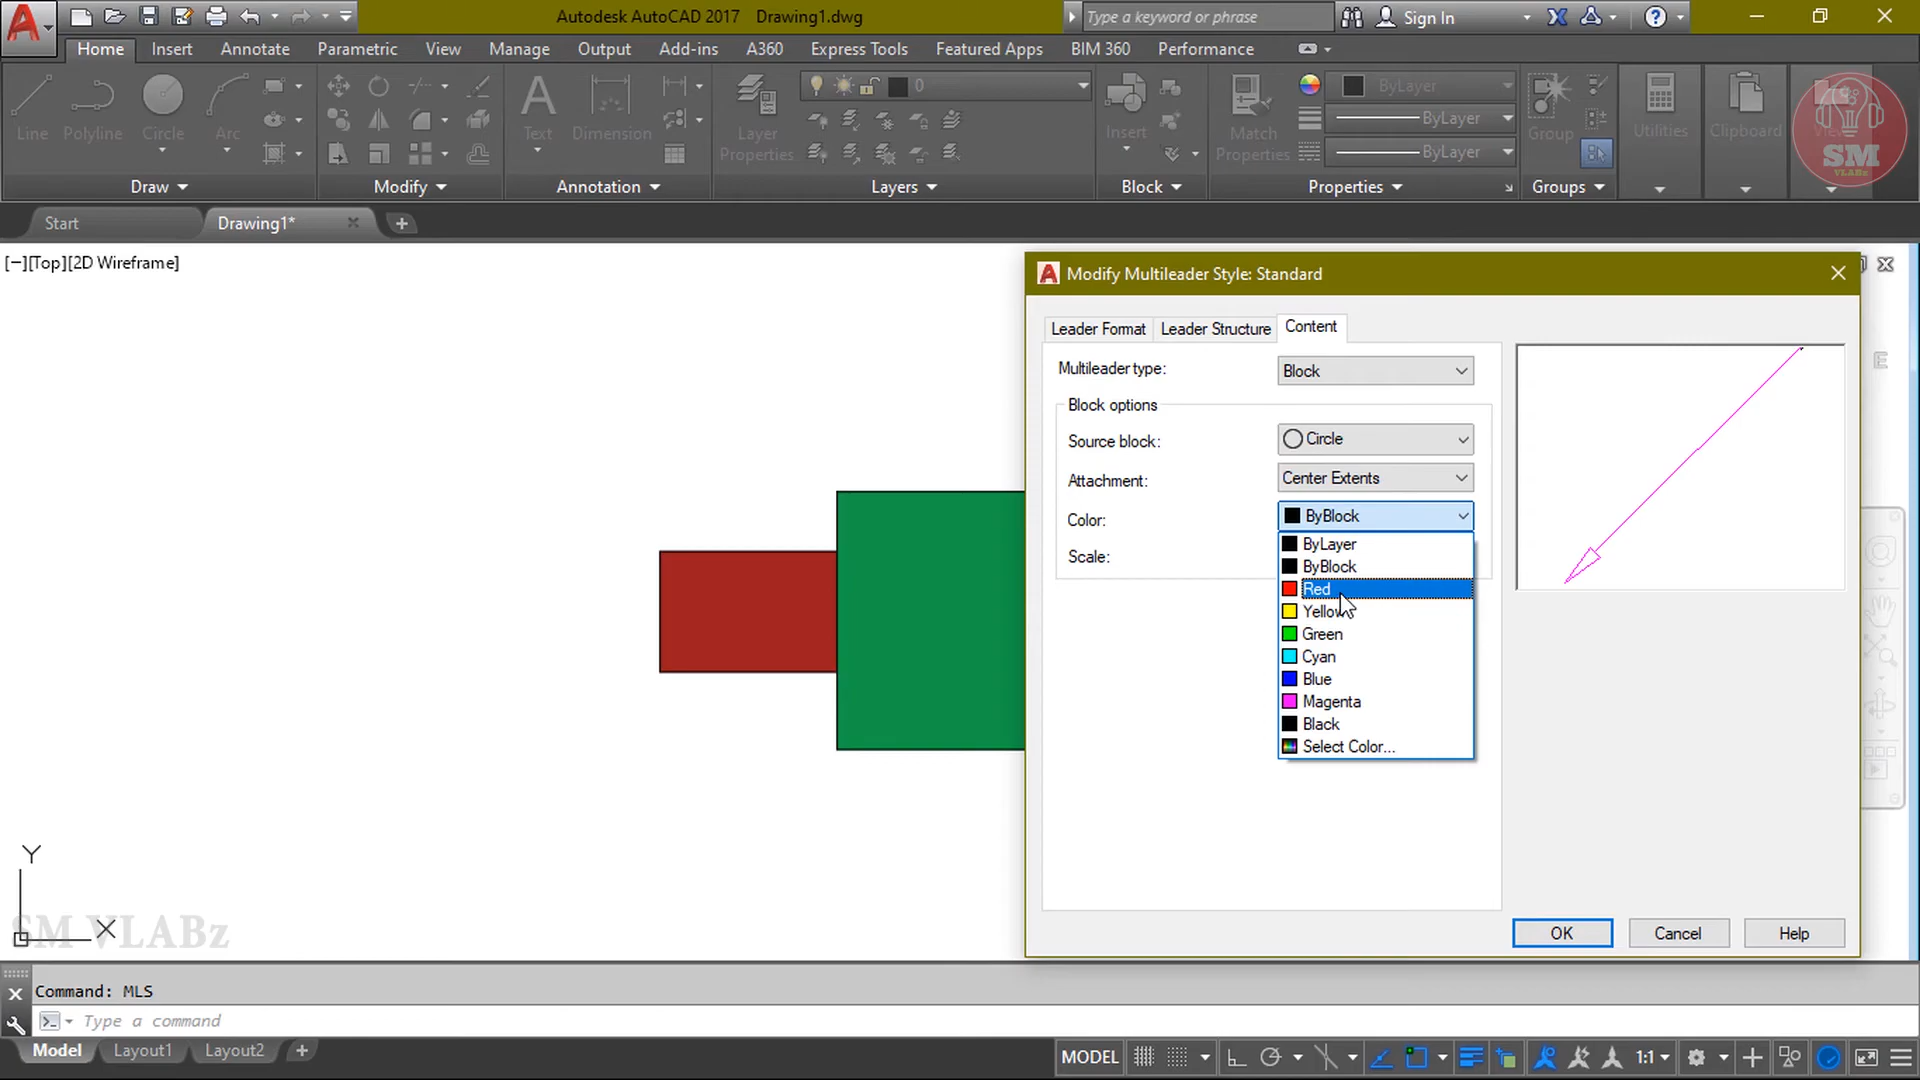 Autodesk AutoCAD 2017 Drawing1.dwg
Type a keyword or phrase
Sign In
Home Insert Annotate Parametric View Manage Output Add-ins A360 Express Tools Featured Apps BIM 360 Performance
Line Polyline Circle Arc
Text Dimension
Layer Properties
0
Insert
Match Properties
ByLayer
ByLayer
ByLayer
Group
Utilities
Clipboard
View
SM
VLABz
Draw Modify Annotation Layers Block Properties Groups
Start Drawing1*
[−][Top][2D Wireframe]
Modify Multileader Style: Standard
Leader Format Leader Structure Content
Multileader type: Block
Block options
Source block: Circle
Attachment: Center Extents
Color: ByBlock
Scale:
ByLayer
ByBlock
Red
Yellow
Green
Cyan
Blue
Magenta
Black
Select Color...
OK Cancel Help
E
Y
X
SM VLABz
Command: MLS
Type a command
Model Layout1 Layout2
MODEL 1:1